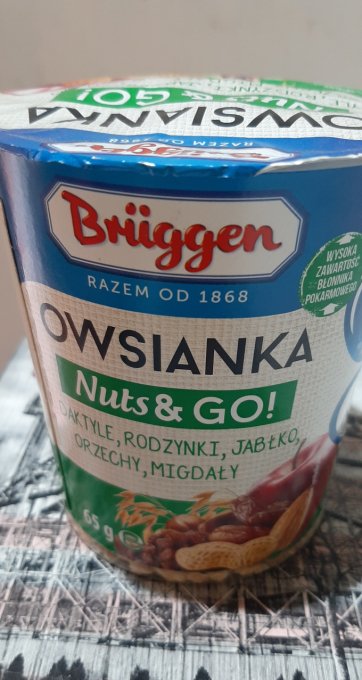 NUTS & GO!
OWSIANKA
RAZEM OD 1868
Brüggen
Brüggen
RAZEM OD 1868
WYSOKA
ZAWARTOŚĆ
BŁONNIKA
POKARMOWEGO
OWSIANKA
Nuts & GO!
DAKTYLE, RODZYNKI, JABŁKO,
ORZECHY, MIGDAŁY
65 g e